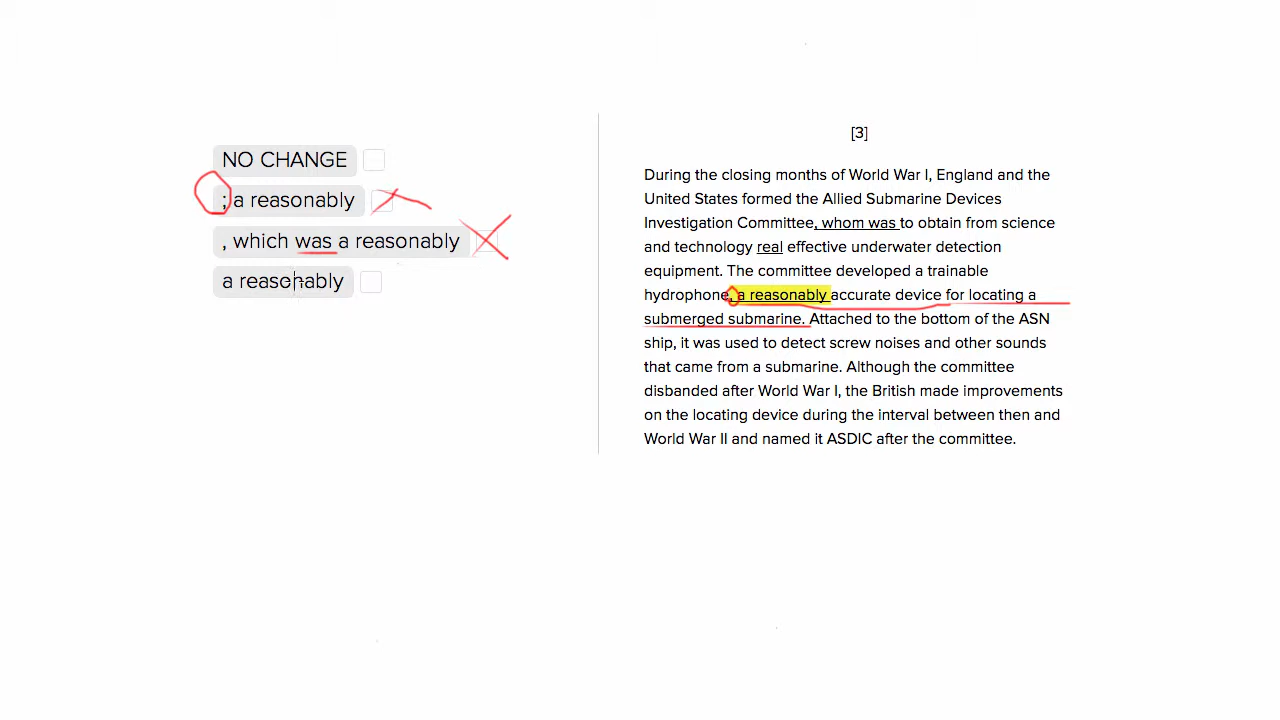 NO CHANGE
; a reasonably
, which was a reasonably
a reasonably
[3]
During the closing months of World War I, England and the
United States formed the Allied Submarine Devices
Investigation Committee, whom was to obtain from science
and technology real effective underwater detection
equipment. The committee developed a trainable
hydrophone, a reasonably accurate device for locating a
submerged submarine. Attached to the bottom of the ASN
ship, it was used to detect screw noises and other sounds
that came from a submarine. Although the committee
disbanded after World War I, the British made improvements
on the locating device during the interval between then and
World War II and named it ASDIC after the committee.